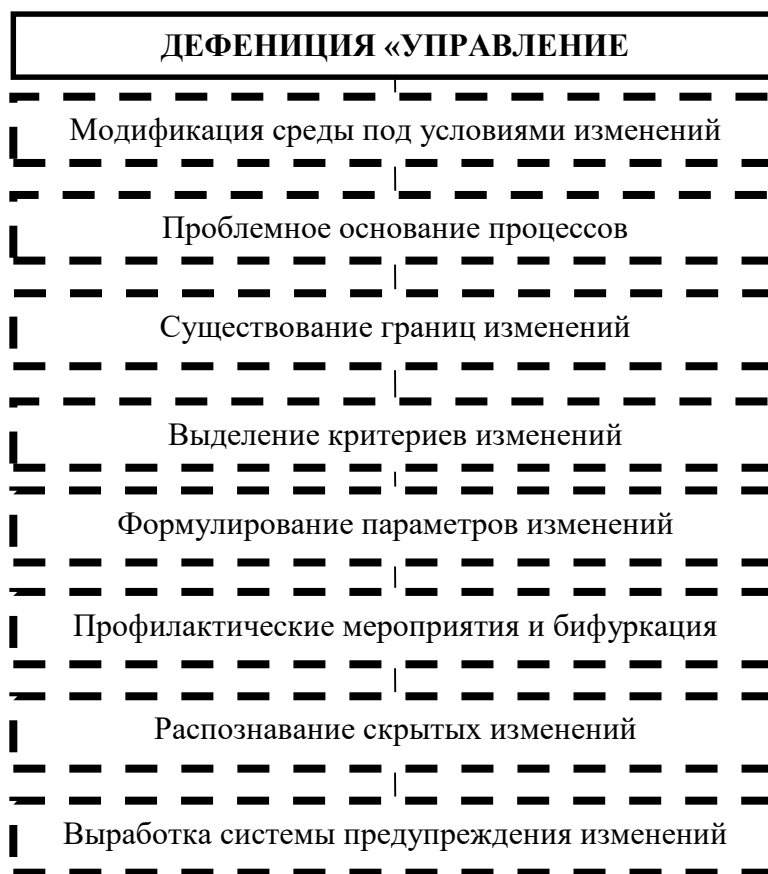 ДЕФЕНИЦИЯ «УПРАВЛЕНИЕ
Модификация среды под условиями изменений
Проблемное основание процессов
Существование границ изменений
Выделение критериев изменений
Формулирование параметров изменений
Профилактические мероприятия и бифуркация
Распознавание скрытых изменений
Выработка системы предупреждения изменений